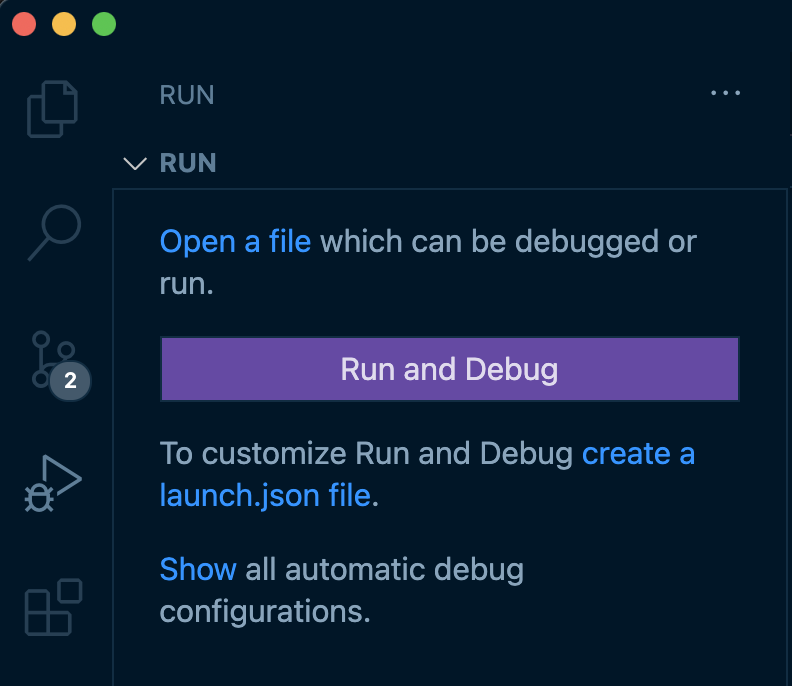 RUN
RUN
Open a file which can be debugged or
run.
Run and Debug
2
To customize Run and Debug create a
launch.json file.
Show all automatic debug
configurations.